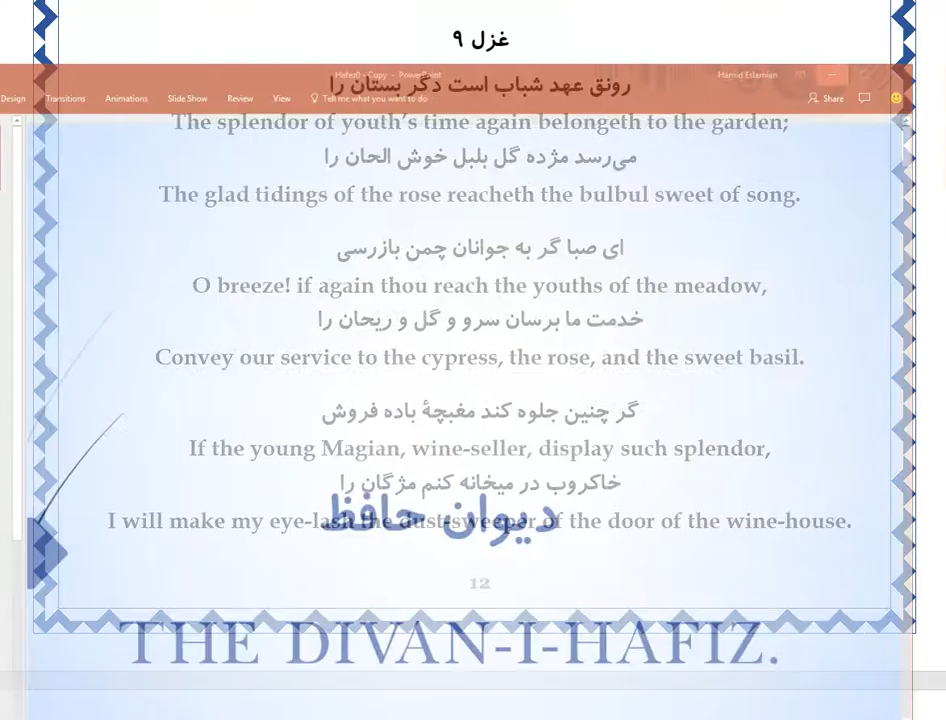 غزل ۹
Hafez0 - Copy - PowerPoint
Hamid Eslamian
رونق عهد شباب است دگر بستان را
Design Transitions Animations Slide Show Review View Tell me what you want to do Share
The splendor of youth's time again belongeth to the garden;
می‌رسد مژده گل بلبل خوش الحان را
The glad tidings of the rose reacheth the bulbul sweet of song.
ای صبا گر به جوانان چمن بازرسی
O breeze! if again thou reach the youths of the meadow,
خدمت ما برسان سرو و گل و ریحان را
Convey our service to the cypress, the rose, and the sweet basil.
گر چنین جلوه کند مغبچهٔ باده فروش
If the young Magian, wine-seller, display such splendor,
خاکروب در میخانه کنم مژگان را
دیوان حافظ
I will make my eye-lash the dust-sweeper of the door of the wine-house.
12
THE DIVAN-I-HAFIZ.